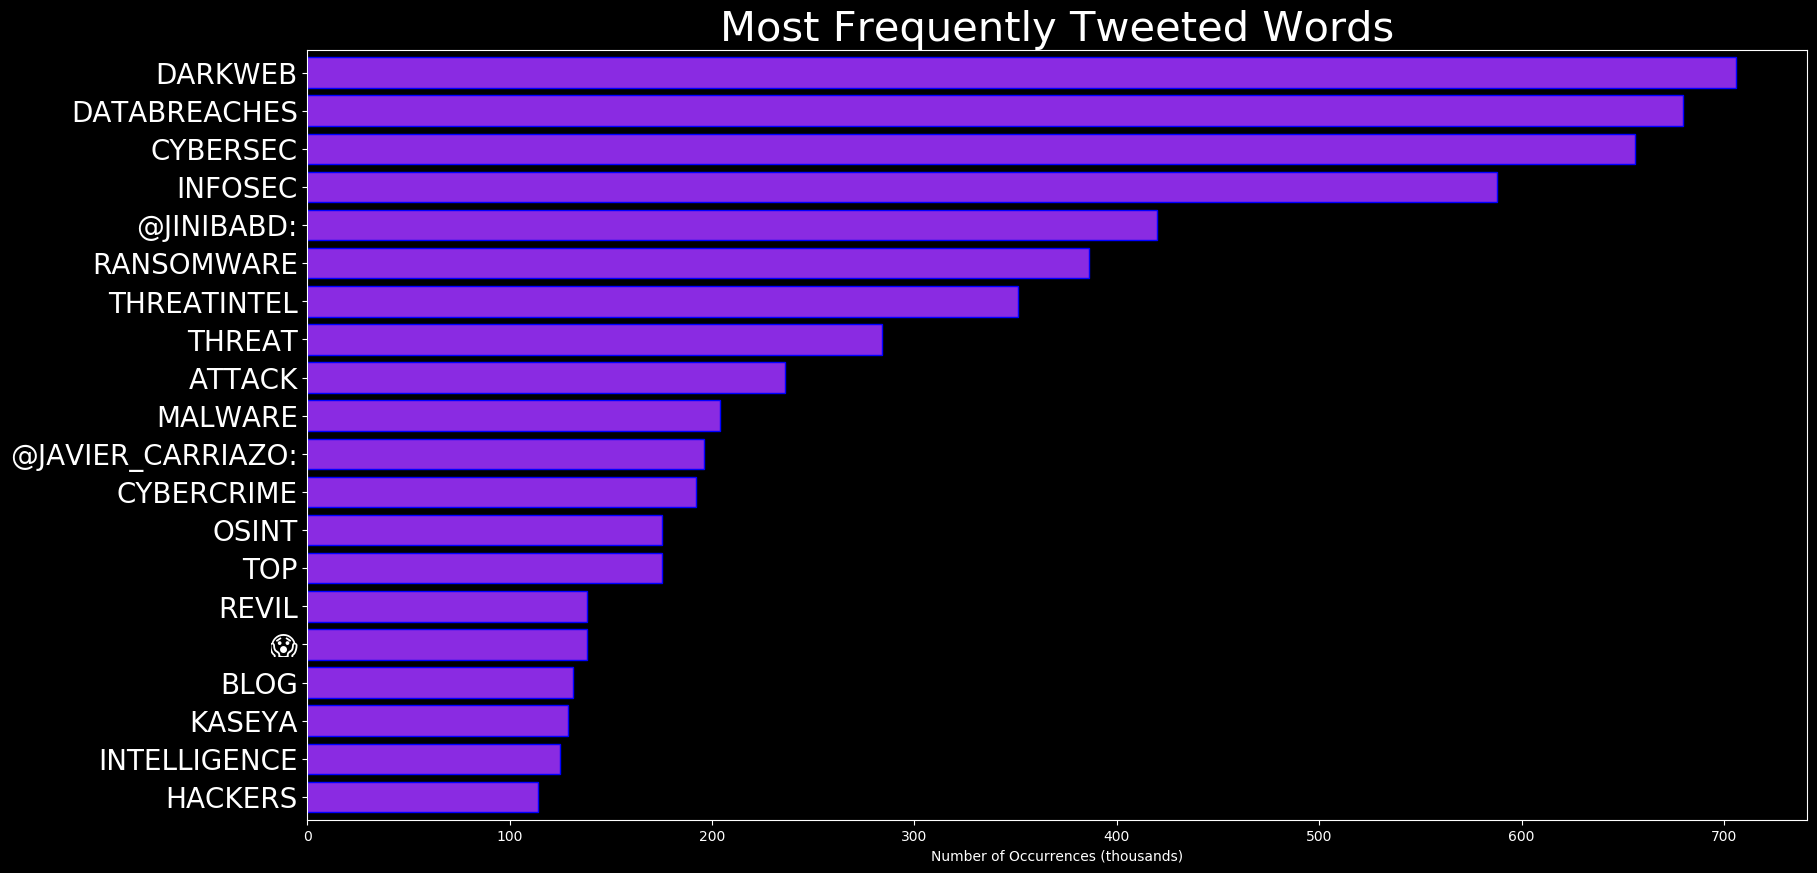 Most Frequently Tweeted Words
DARKWEB
DATABREACHES
CYBERSEC
INFOSEC
@JINIBABD:
RANSOMWARE
THREATINTEL
THREAT
ATTACK
MALWARE
@JAVIER_CARRIAZO:
CYBERCRIME
OSINT
TOP
REVIL
😱
BLOG
KASEYA
INTELLIGENCE
HACKERS
0 100 200 300 400 500 600 700
Number of Occurrences (thousands)